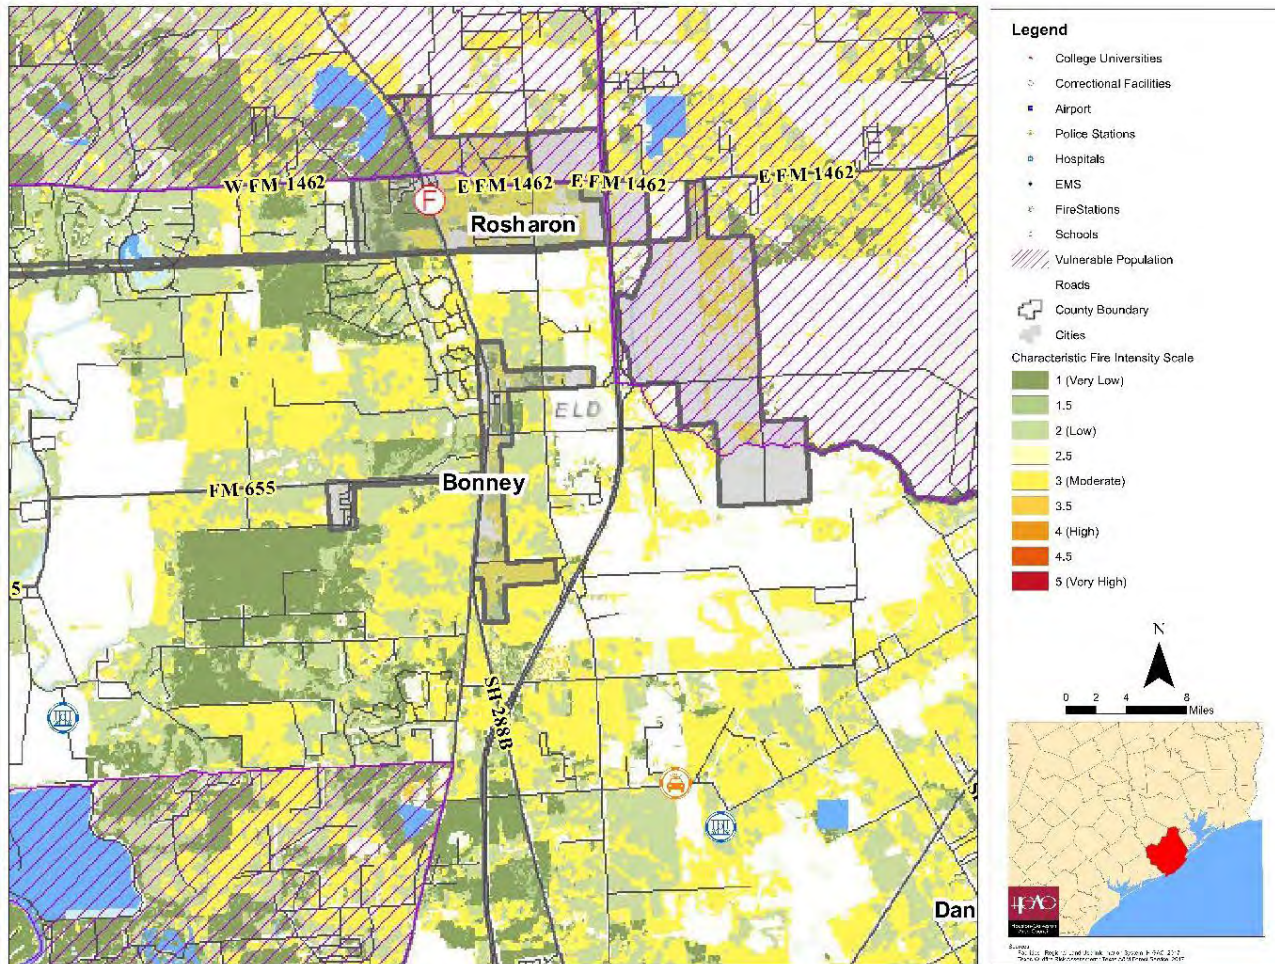 W FM 1462
E FM 1462
E FM 1462
E FM 1462
F
Rosharon
ELD
Bonney
FM 655
5
SH-288B
Dan
Legend
College Universities
Correctional Facilities
Airport
Police Stations
Hospitals
EMS
FireStations
Schools
Vulnerable Population
Roads
County Boundary
Cities
Characteristic Fire Intensity Scale
1 (Very Low)
1.5
2 (Low)
2.5
3 (Moderate)
3.5
4 (High)
4.5
5 (Very High)
N
0 2 4 8
Miles